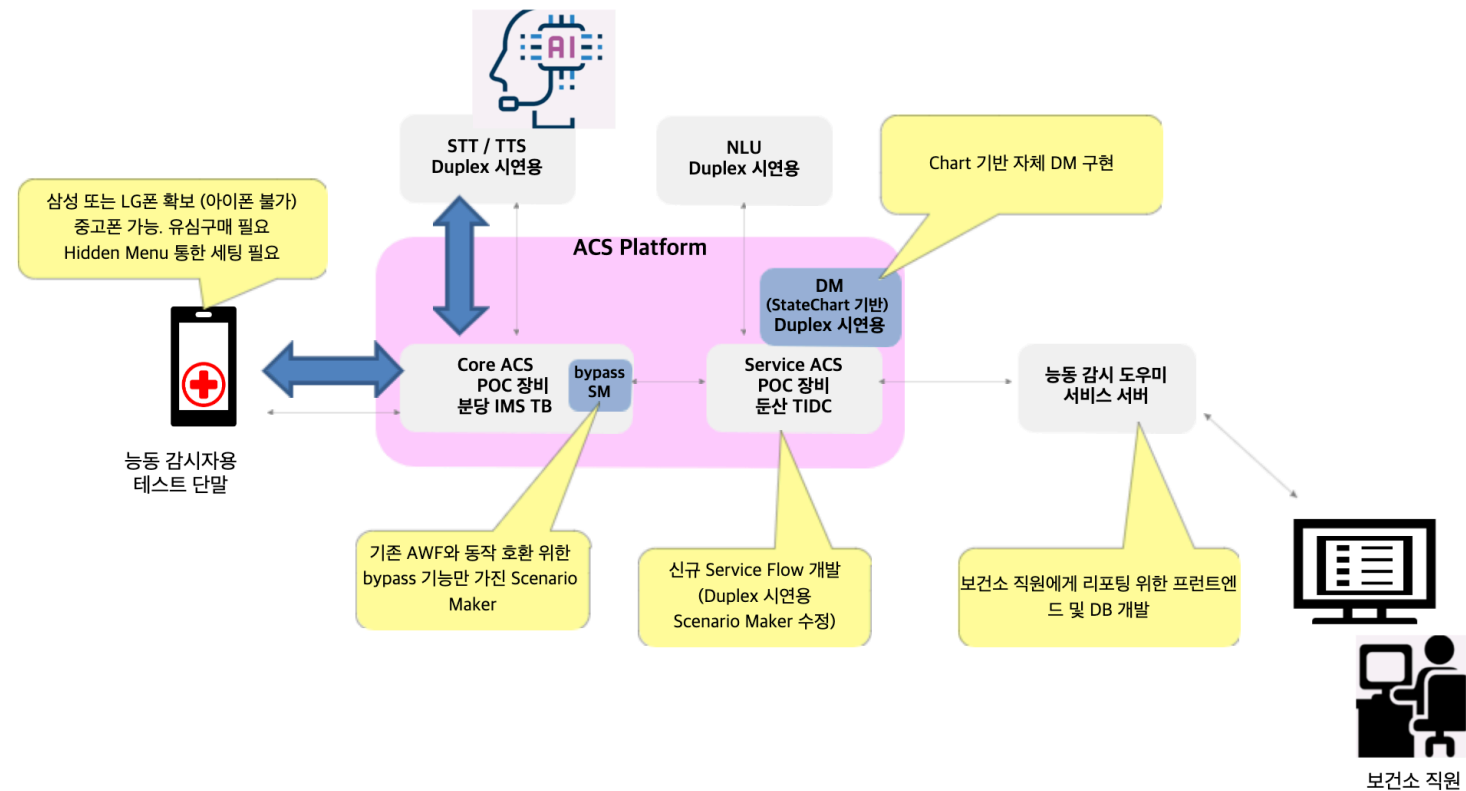 AI
STT / TTS
Duplex 시연용
NLU
Duplex 시연용
Chart 기반 자체 DM 구현
삼성 또는 LG폰 확보 (아이폰 불가)
중고폰 가능. 유심구매 필요
Hidden Menu 통한 세팅 필요
ACS Platform
DM
(StateChart 기반)
Duplex 시연용
Core ACS
POC 장비
분당 IMS TB
bypass
SM
Service ACS
POC 장비
둔산 TIDC
능동 감시 도우미
서비스 서버
능동 감시자용
테스트 단말
기존 AWF와 동작 호환 위한
bypass 기능만 가진 Scenario
Maker
신규 Service Flow 개발
(Duplex 시연용
Scenario Maker 수정)
보건소 직원에게 리포팅 위한 프런트엔
드 및 DB 개발
보건소 직원